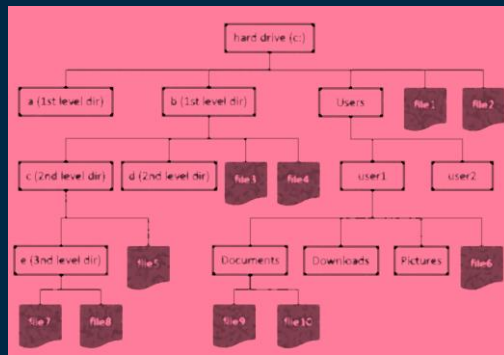 hard drive (c:)
a (1st level dir) b (1st level dir) Users file1 file2
c (2nd level dir) d (2nd level dir) file3 file4 user1 user2
e (3nd level dir) file5 Documents Downloads Pictures file6
file7 file8 file9 file10